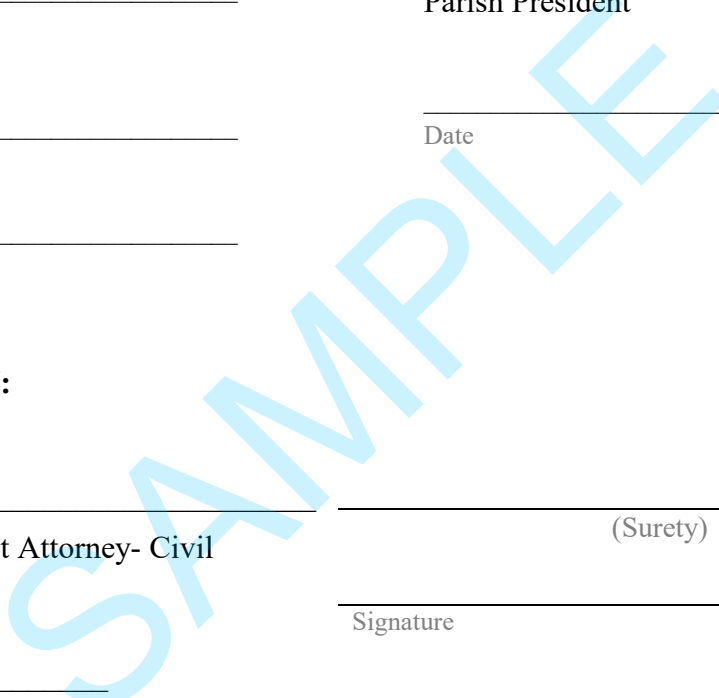 Parish President
Date
:
t Attorney- Civil
(Surety)
Signature
SAMPLE